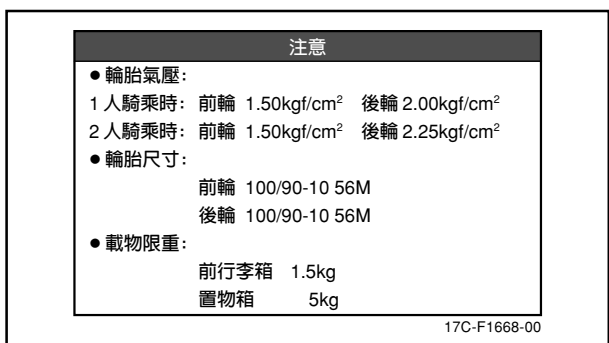 注意
●輪胎氣壓：
1人騎乘時：前輪 1.50kgf/cm² 後輪 2.00kgf/cm²
2人騎乘時：前輪 1.50kgf/cm² 後輪 2.25kgf/cm²
●輪胎尺寸：
前輪 100/90-10 56M
後輪 100/90-10 56M
●載物限重：
前行李箱 1.5kg
置物箱 5kg
17C-F1668-00